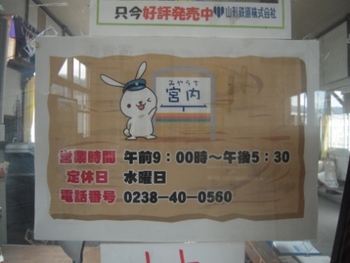 只今好評発売中 山形鉄道株式会社
みやうち
宮内
営業時間 午前9：00時～午後5：30
定休日 水曜日
電話番号 0238-40-0560